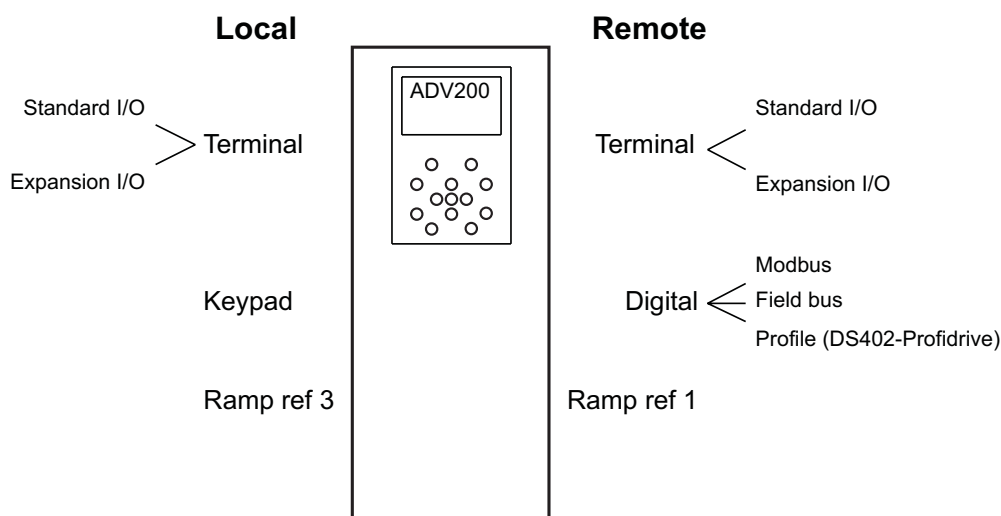 Local
Remote
ADV200
Standard I/O
Terminal
Expansion I/O
Terminal
Standard I/O
Expansion I/O
Keypad
Digital
Modbus
Field bus
Profile (DS402-Profidrive)
Ramp ref 3
Ramp ref 1